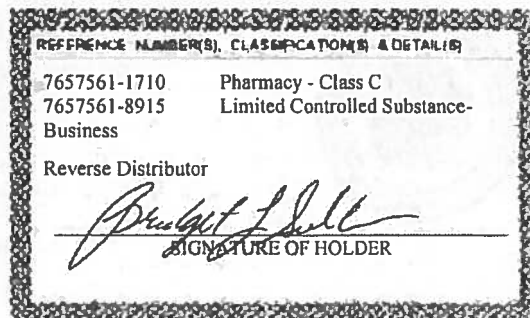 REFERENCE NUMBER(S), CLASSIFICATION(S) & DETAIL(S)
7657561-1710 Pharmacy - Class C
7657561-8915 Limited Controlled Substance-
Business
Reverse Distributor
Bridget
SIGNATURE OF HOLDER